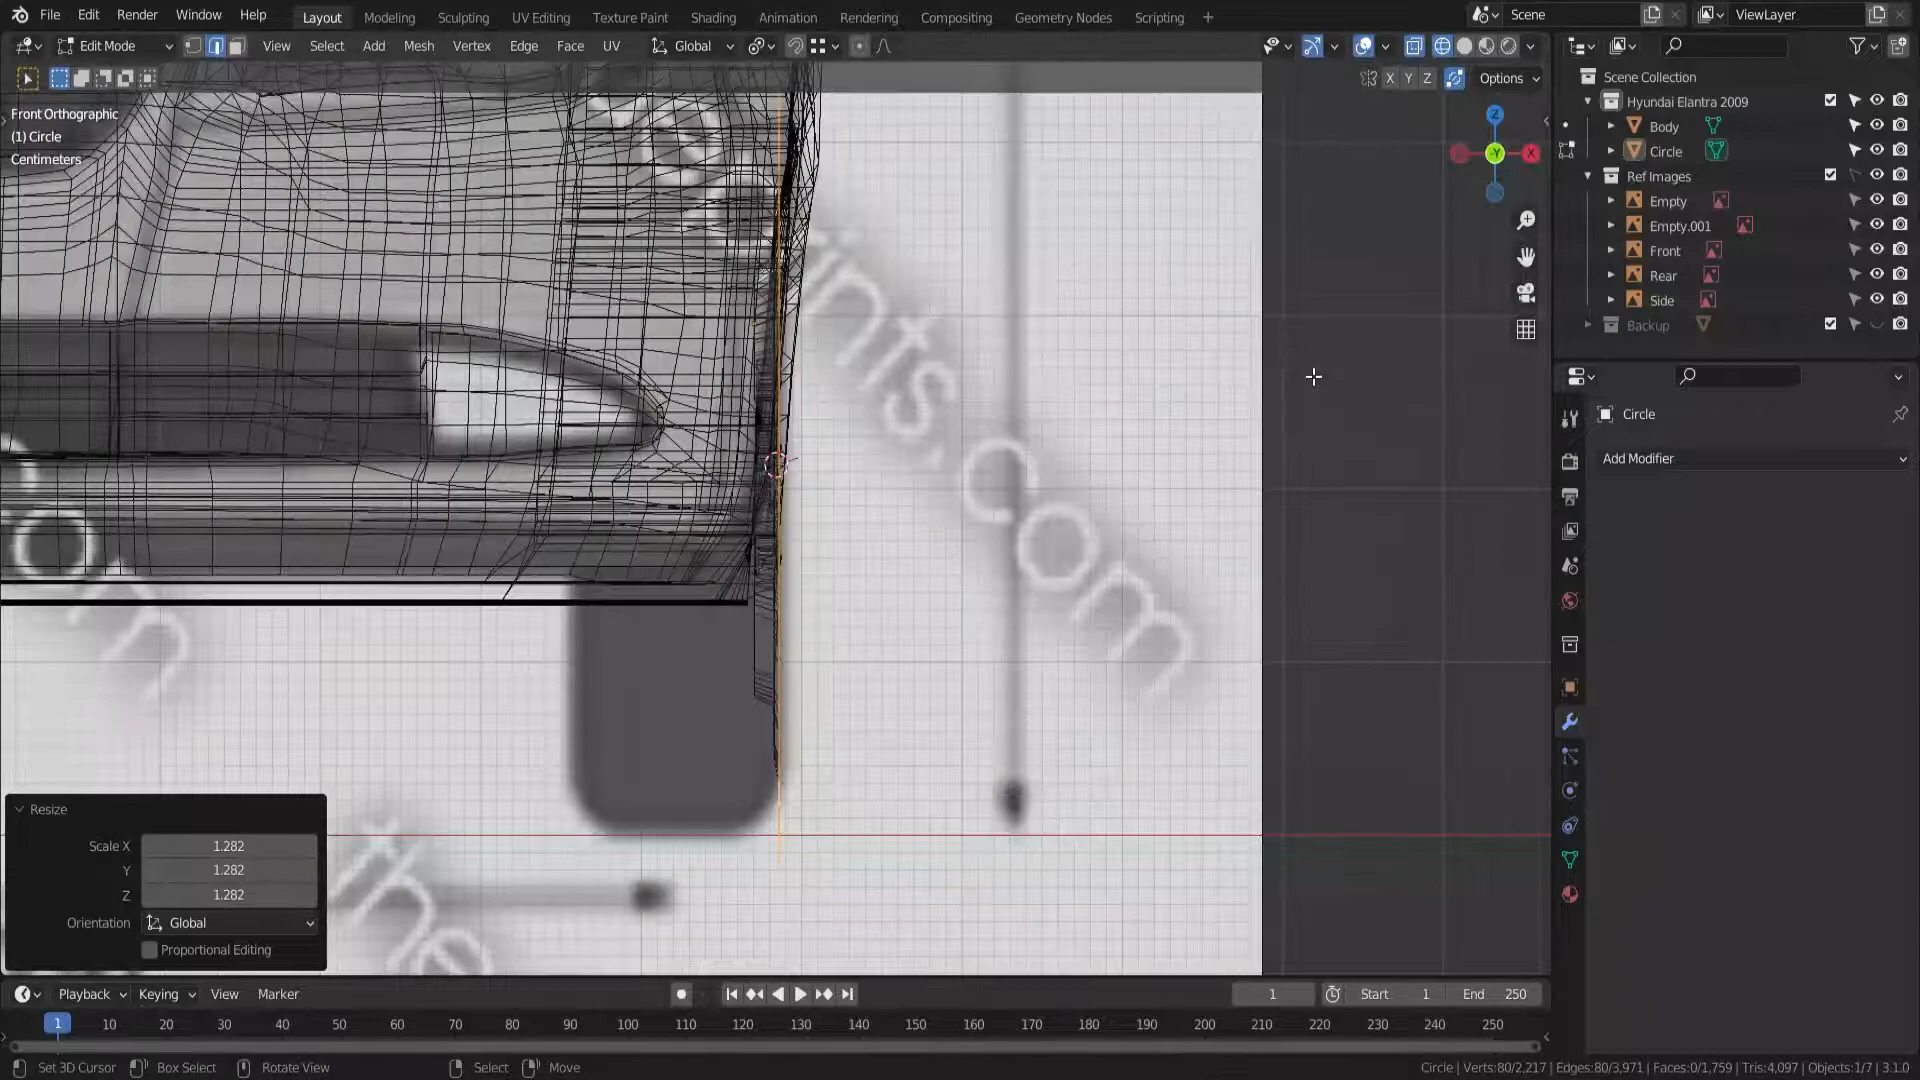 File Edit Render Window Help Layout Modeling Sculpting UV Editing Texture Paint Shading Animation Rendering Compositing Geometry Nodes Scripting + Scene ViewLayer
Edit Mode View Select Add Mesh Vertex Edge Face UV Global
X Y Z Options
Front Orthographic
(1) Circle
Centimeters
Z
-Y
X
Scene Collection
Hyundai Elantra 2009
Body
Circle
Ref Images
Empty
Empty.001
Front
Rear
Side
Backup
Circle
Add Modifier
ints.com
Resize
Scale X 1.282
Y 1.282
Z 1.282
Orientation Global
Proportional Editing
the
Playback Keying View Marker 1 Start 1 End 250
1 10 20 30 40 50 60 70 80 90 100 110 120 130 140 150 160 170 180 190 200 210 220 230 240 250
Set 3D Cursor Box Select Rotate View Select Move Circle | Verts:80/2,217 | Edges:80/3,971 | Faces:0/1,759 | Tris:4,097 | Objects:1/7 | 3.1.0